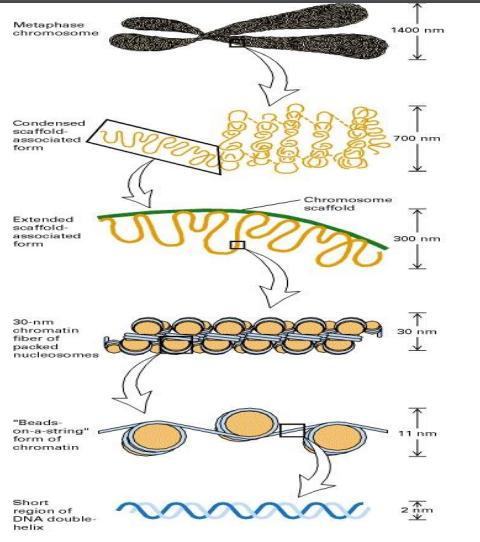 Metaphase
chromosome
1400 nm
Condensed
scaffold-
associated
form
700 nm
Chromosome
scaffold
Extended
scaffold-
associated
form
300 nm
30-nm
chromatin
fiber of
packed
nucleosomes
30 nm
"Beads-
on-a-string"
form of
chromatin
11 nm
Short
region of
DNA double-
helix
2 nm